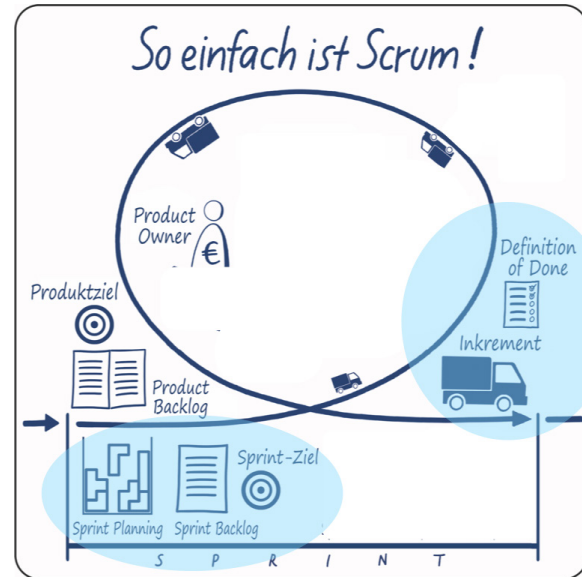 So einfach ist Scrum!
Product
Owner
€
Definition
of Done
Produktziel
Inkrement
Product
Backlog
Sprint-Ziel
Sprint Planning
Sprint Backlog
SPRINT